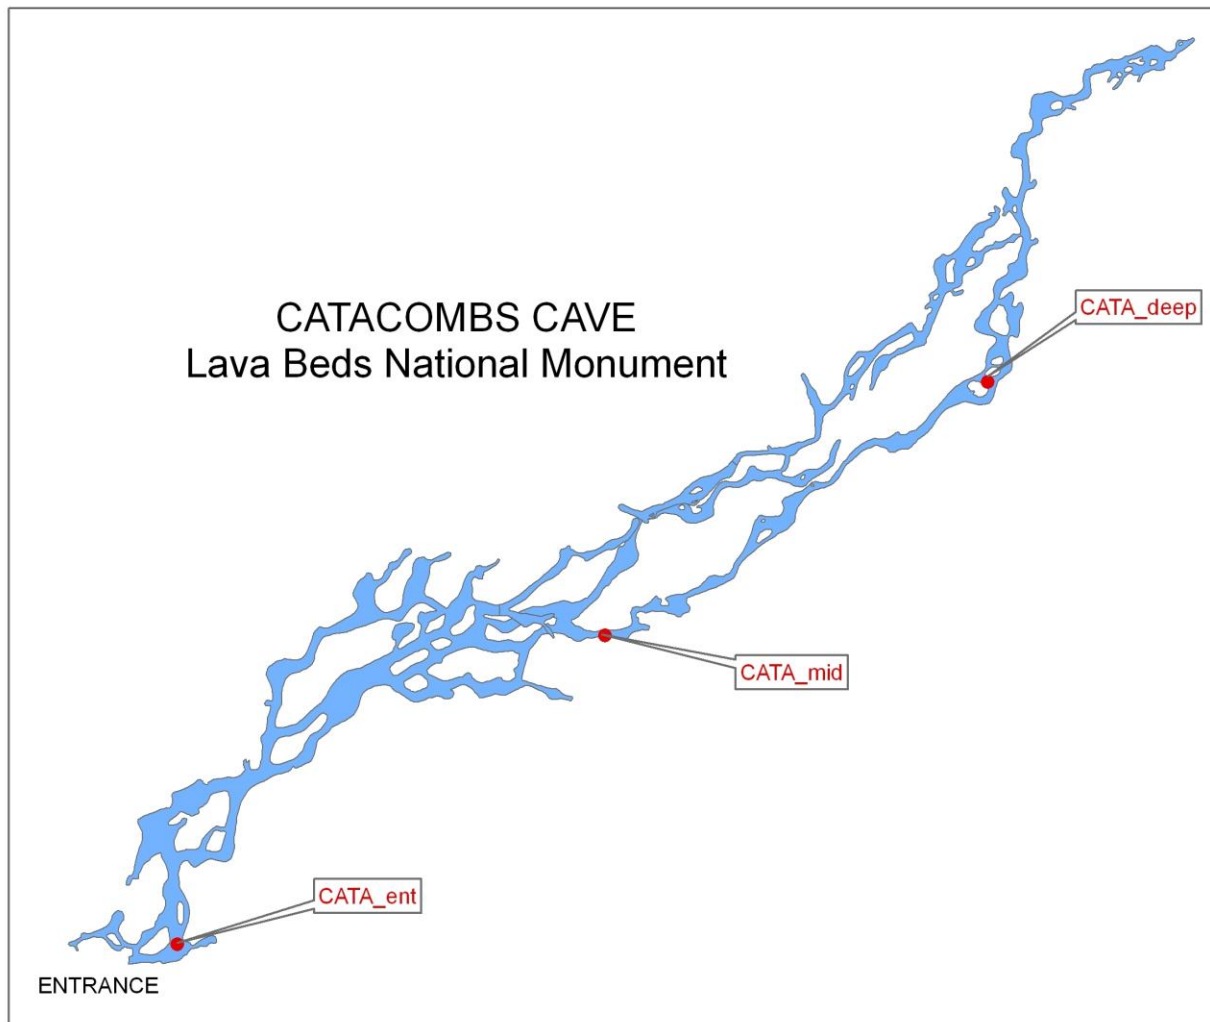 CATACOMBS CAVE
Lava Beds National Monument
CATA_deep
CATA_mid
CATA_ent
ENTRANCE